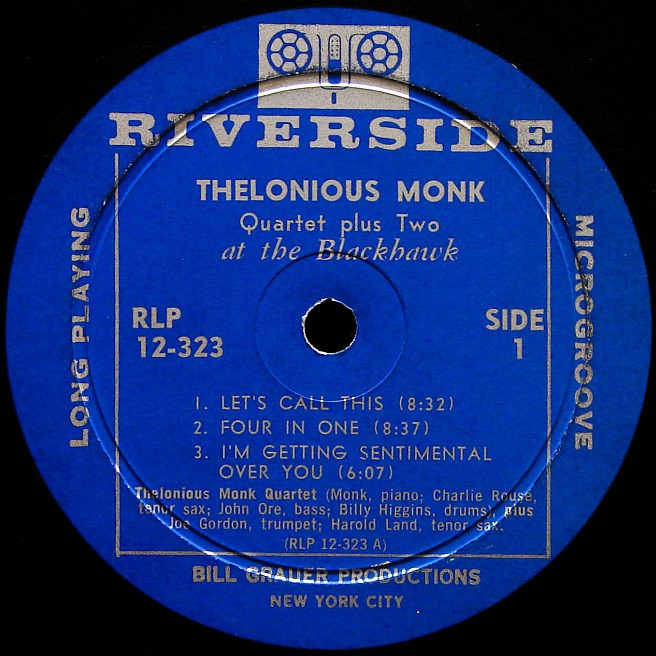 RIVERSIDE
THELONIOUS MONK
Quartet plus Two
at the Blackhawk
LONG PLAYING
MICROGROOVE
RLP
12-323
SIDE
1
1. LET'S CALL THIS (8:32)
2. FOUR IN ONE (8:37)
3. I'M GETTING SENTIMENTAL
OVER YOU (6:07)
Thelonious Monk Quartet (Monk, piano; Charlie Rouse,
tenor sax; John Ore, bass; Billy Higgins, drums), plus
Joe Gordon, trumpet; Harold Land, tenor sax.
(RLP 12-323 A)
BILL GRAUER PRODUCTIONS
NEW YORK CITY